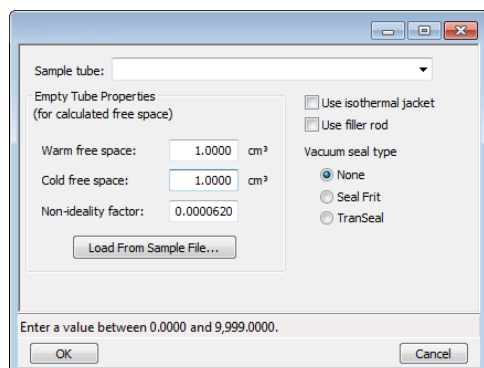 Sample tube:
Empty Tube Properties
(for calculated free space)
Warm free space: 1.0000 cm³
Cold free space: 1.0000 cm³
Non-ideality factor: 0.0000620
Load From Sample File...
Use isothermal jacket
Use filler rod
Vacuum seal type
None
Seal Frit
TranSeal
Enter a value between 0.0000 and 9,999.0000.
OK Cancel